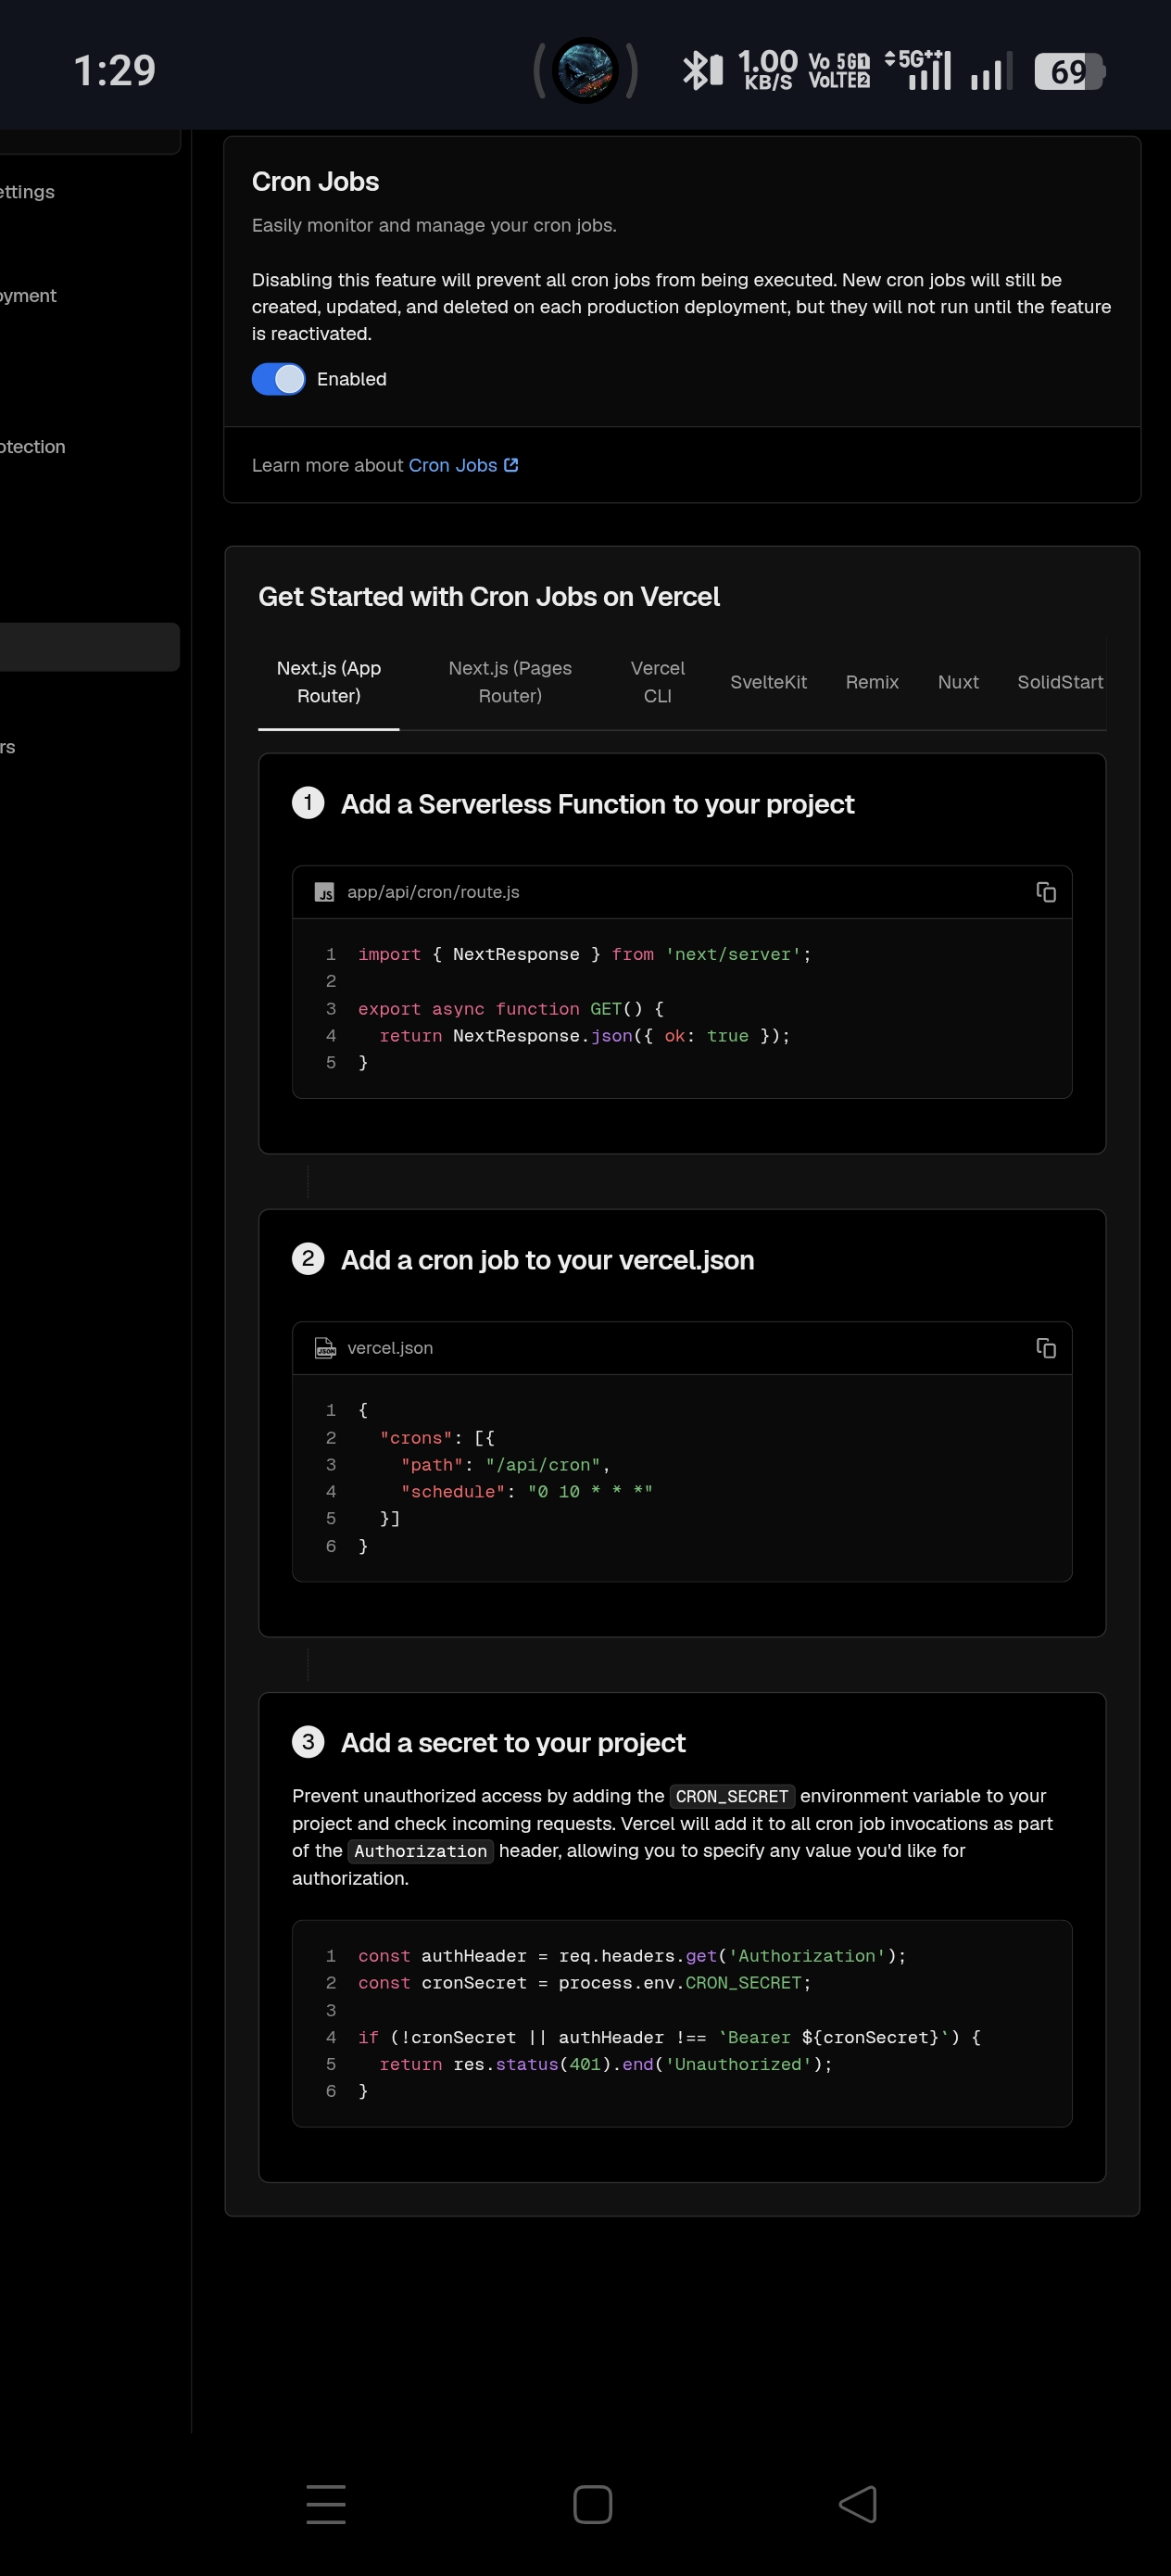 1:29
1.00
KB/S
Vo 5G 1
VoLTE 2
5G++
69
ettings
oyment
otection
rs
Cron Jobs
Easily monitor and manage your cron jobs.
Disabling this feature will prevent all cron jobs from being executed. New cron jobs will still be
created, updated, and deleted on each production deployment, but they will not run until the feature
is reactivated.
Enabled
Learn more about Cron Jobs
Get Started with Cron Jobs on Vercel
Next.js (App
Router)
Next.js (Pages
Router)
Vercel
CLI
SvelteKit
Remix
Nuxt
SolidStart
1 Add a Serverless Function to your project
JS app/api/cron/route.js
1 import { NextResponse } from 'next/server';
2
3 export async function GET() {
4   return NextResponse.json({ ok: true });
5 }
2 Add a cron job to your vercel.json
JSON vercel.json
1 {
2   "crons": [{
3     "path": "/api/cron",
4     "schedule": "0 10 * * *"
5   }]
6 }
3 Add a secret to your project
Prevent unauthorized access by adding the CRON_SECRET environment variable to your
project and check incoming requests. Vercel will add it to all cron job invocations as part
of the Authorization header, allowing you to specify any value you'd like for
authorization.
1 const authHeader = req.headers.get('Authorization');
2 const cronSecret = process.env.CRON_SECRET;
3
4 if (!cronSecret || authHeader !== `Bearer ${cronSecret}`) {
5   return res.status(401).end('Unauthorized');
6 }